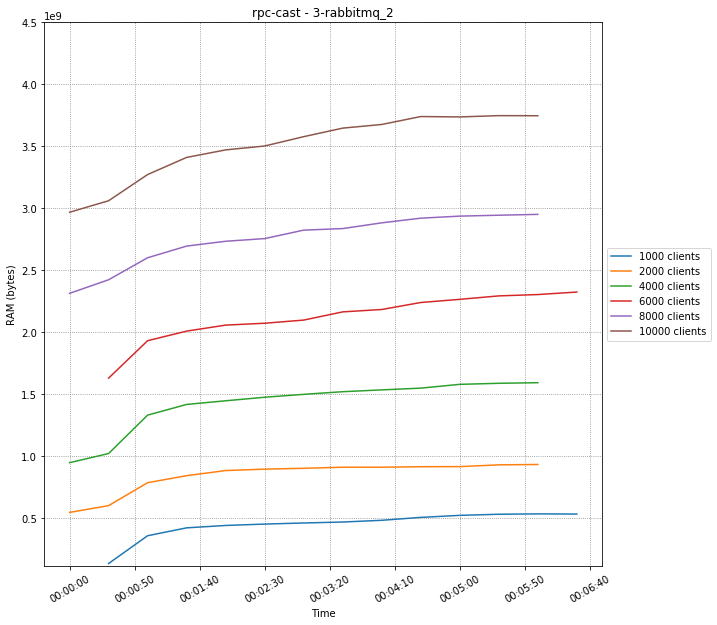 rpc-cast - 3-rabbitmq_2
1e9
4.5
4.0
3.5
3.0
2.5
2.0
1.5
1.0
0.5
RAM (bytes)
00:00:00
00:00:50
00:01:40
00:02:30
00:03:20
00:04:10
00:05:00
00:05:50
00:06:40
Time
1000 clients
2000 clients
4000 clients
6000 clients
8000 clients
10000 clients